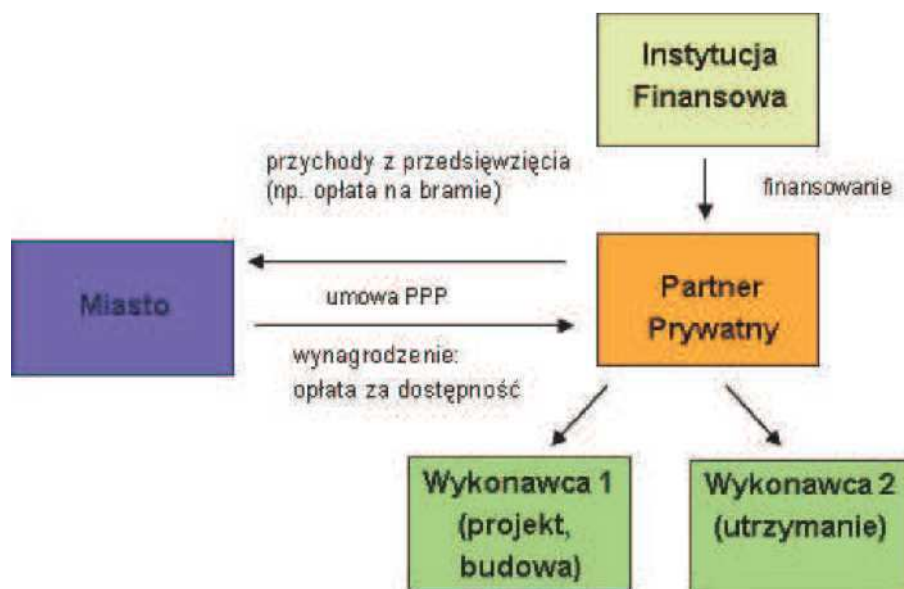 Instytucja
Finansowa
przychody z przedsięwzięcia
(np. opłata na bramie)
finansowanie
Miasto
umowa PPP
Partner
Prywatny
wynagrodzenie:
opłata za dostępność
Wykonawca 1
(projekt,
budowa)
Wykonawca 2
(utrzymanie)